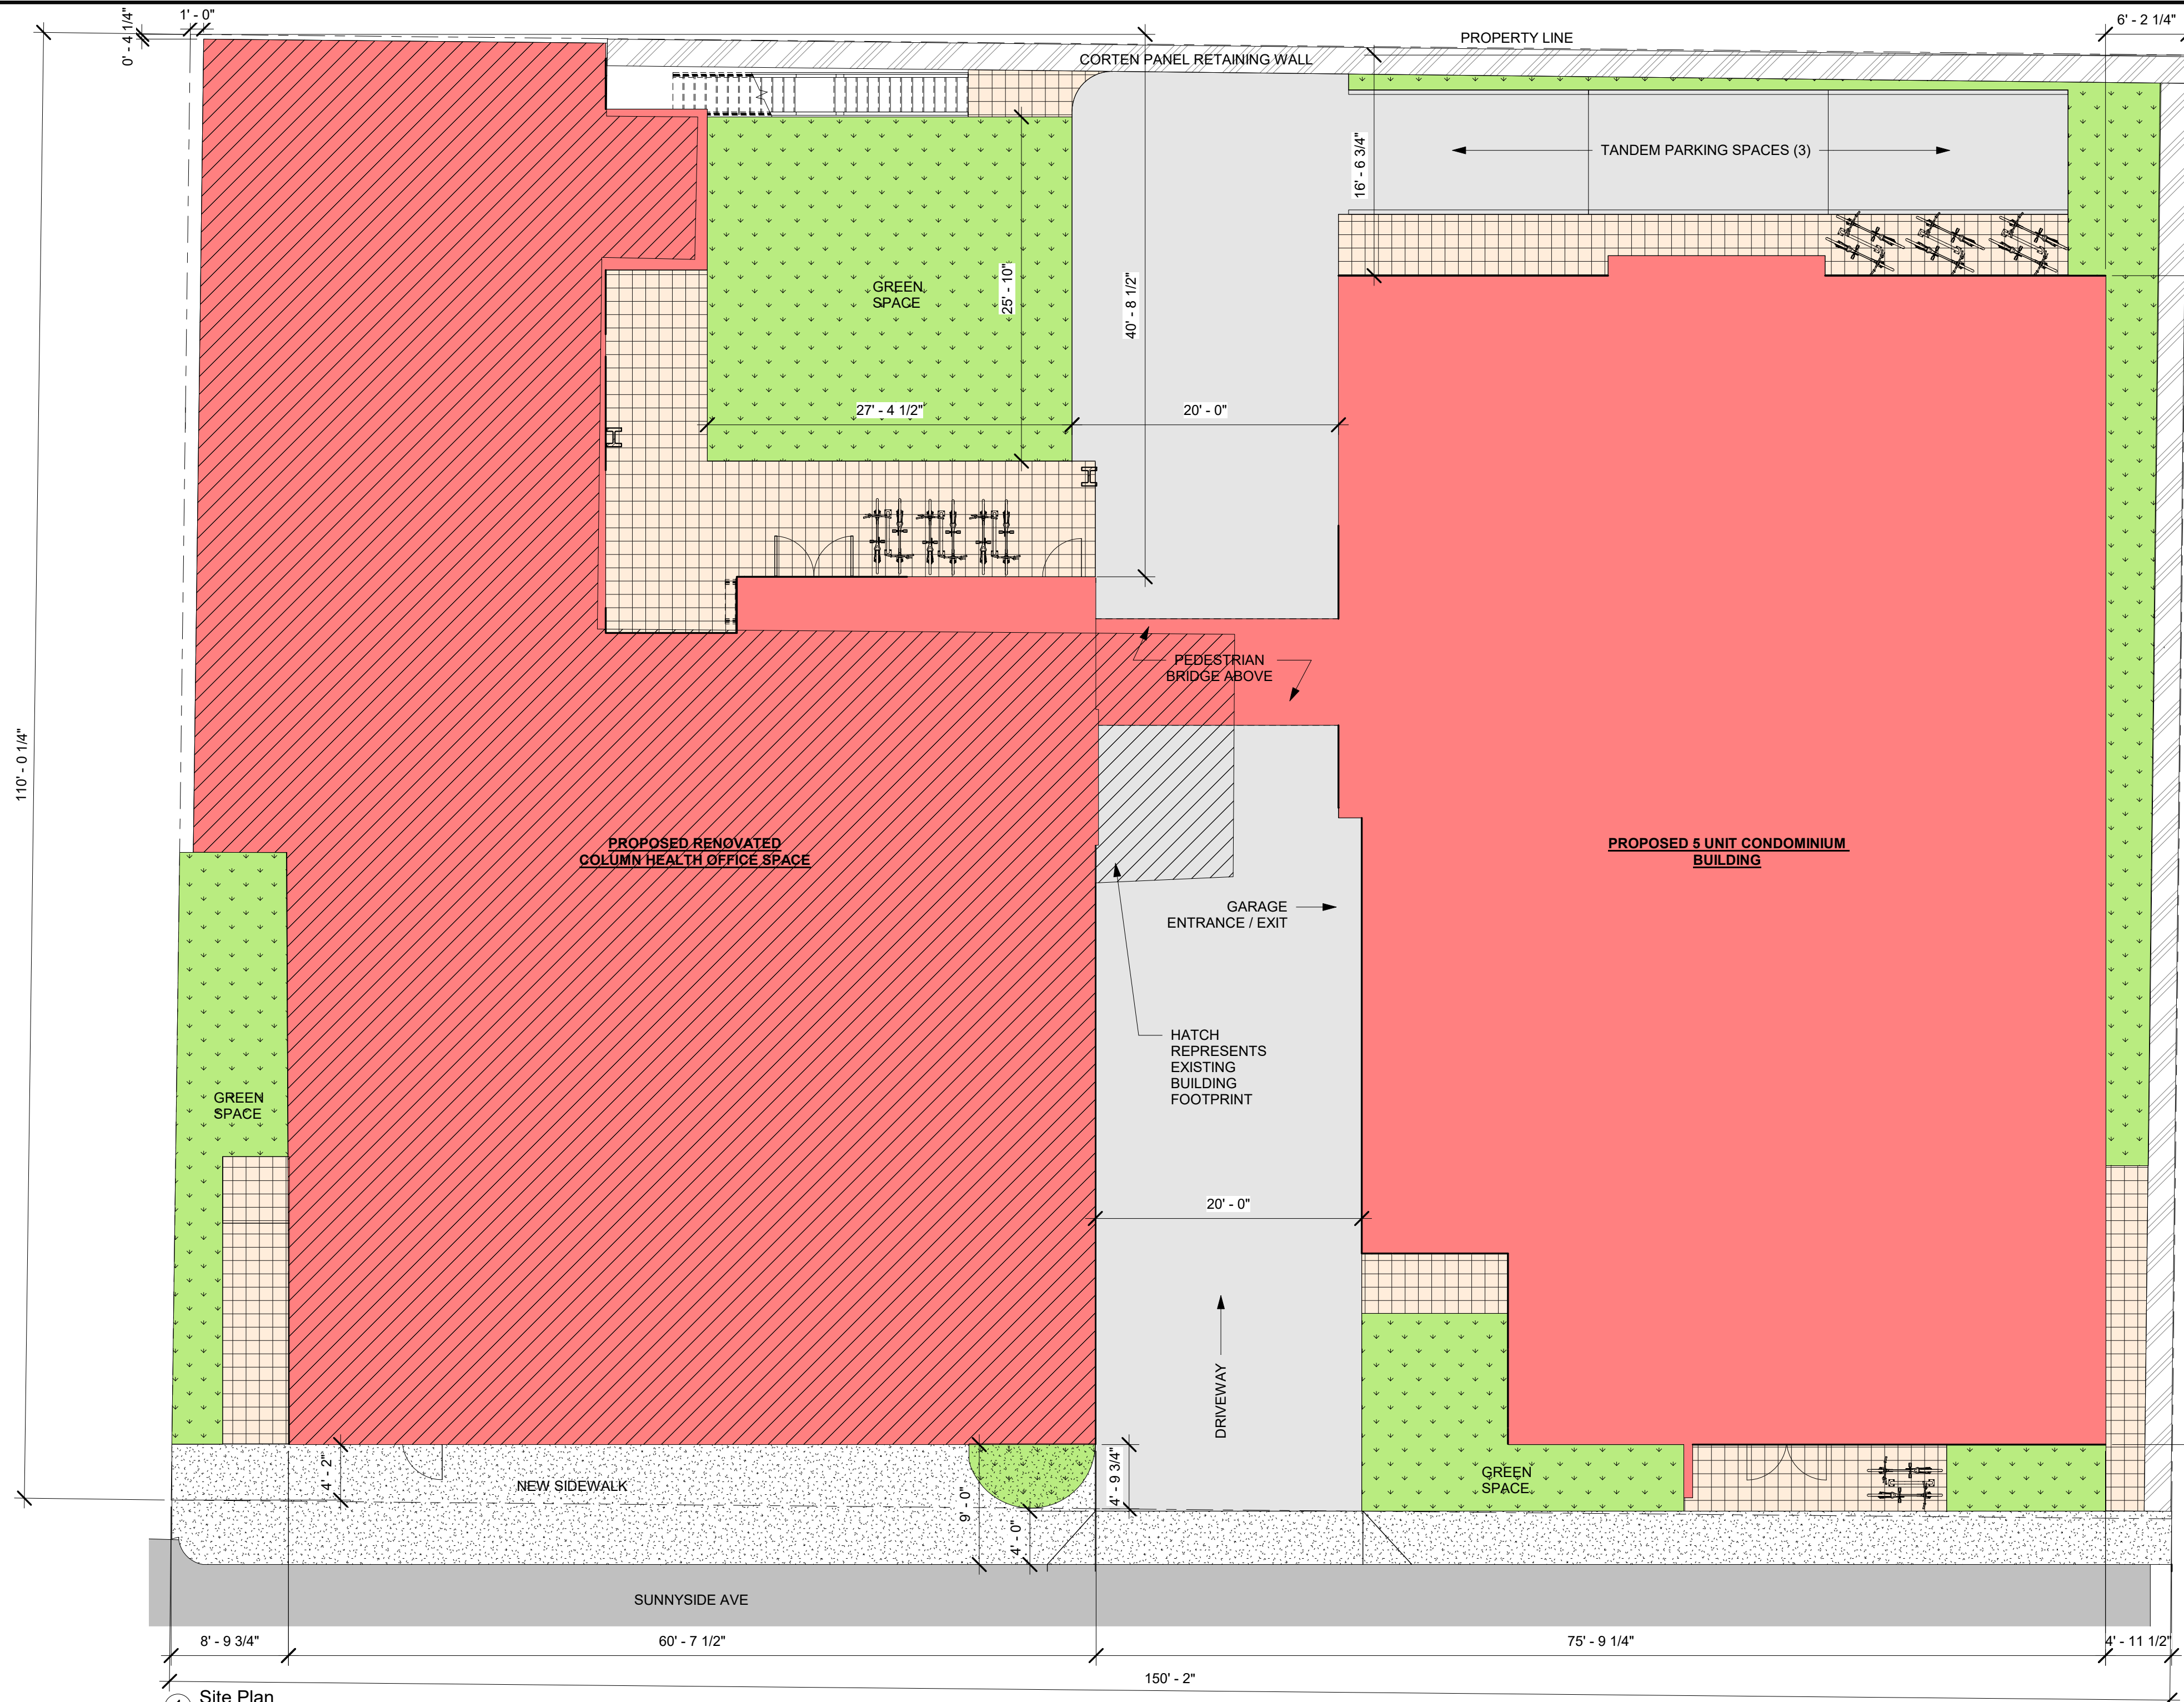 1' - 0"
6' - 2 1/4"
0' - 4 1/4"
PROPERTY LINE
CORTEN PANEL RETAINING WALL
TANDEM PARKING SPACES (3)
16' - 6 3/4"
GREEN
SPACE
25' - 10"
40' - 8 1/2"
27' - 4 1/2"
20' - 0"
PEDESTRIAN
BRIDGE ABOVE
110' - 0 1/4"
PROPOSED RENOVATED
COLUMN HEALTH OFFICE SPACE
PROPOSED 5 UNIT CONDOMINIUM
BUILDING
GARAGE
ENTRANCE / EXIT
HATCH
REPRESENTS
EXISTING
BUILDING
FOOTPRINT
GREEN
SPACE
20' - 0"
DRIVEWAY
4' - 2"
NEW SIDEWALK
9' - 0"
4' - 0"
4' - 9 3/4"
GREEN
SPACE
SUNNYSIDE AVE
8' - 9 3/4"
60' - 7 1/2"
75' - 9 1/4"
4' - 11 1/2"
150' - 2"
Site Plan